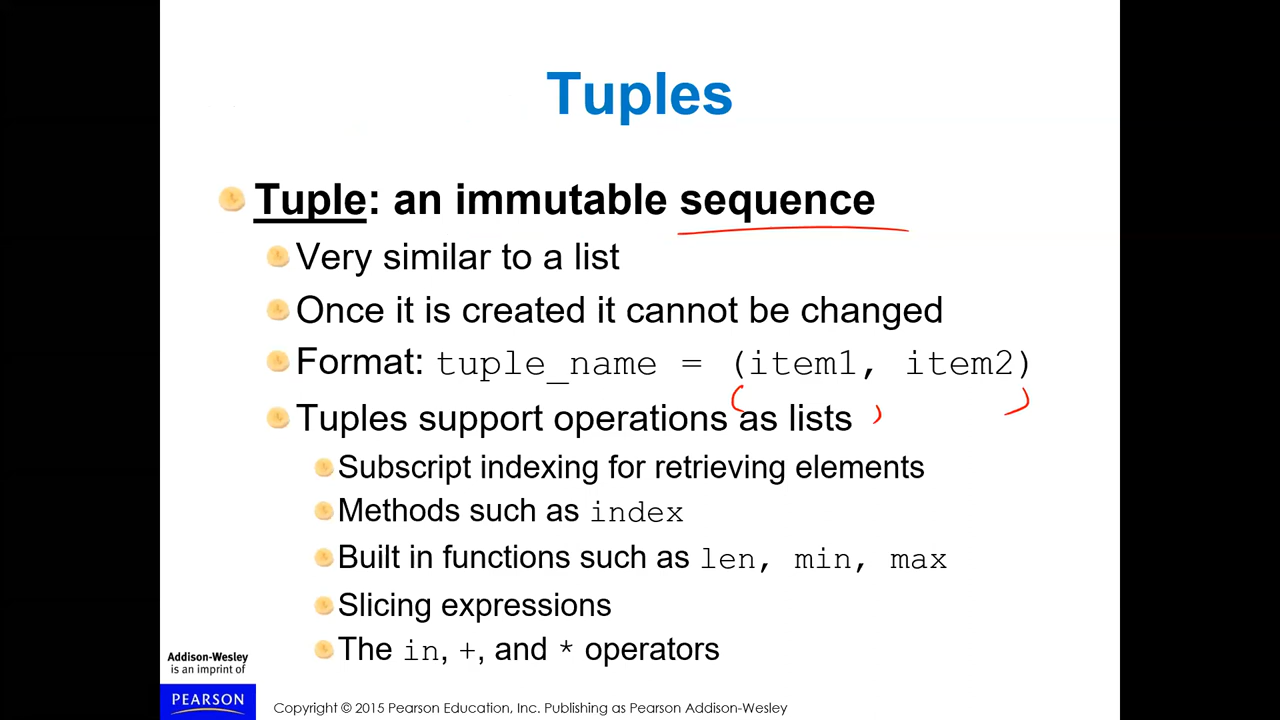 Tuples
Tuple: an immutable sequence
Very similar to a list
Once it is created it cannot be changed
Format: tuple_name = (item1, item2)
Tuples support operations as lists
Subscript indexing for retrieving elements
Methods such as index
Built in functions such as len, min, max
Slicing expressions
The in, +, and * operators
Addison-Wesley
is an imprint of
PEARSON
Copyright © 2015 Pearson Education, Inc. Publishing as Pearson Addison-Wesley